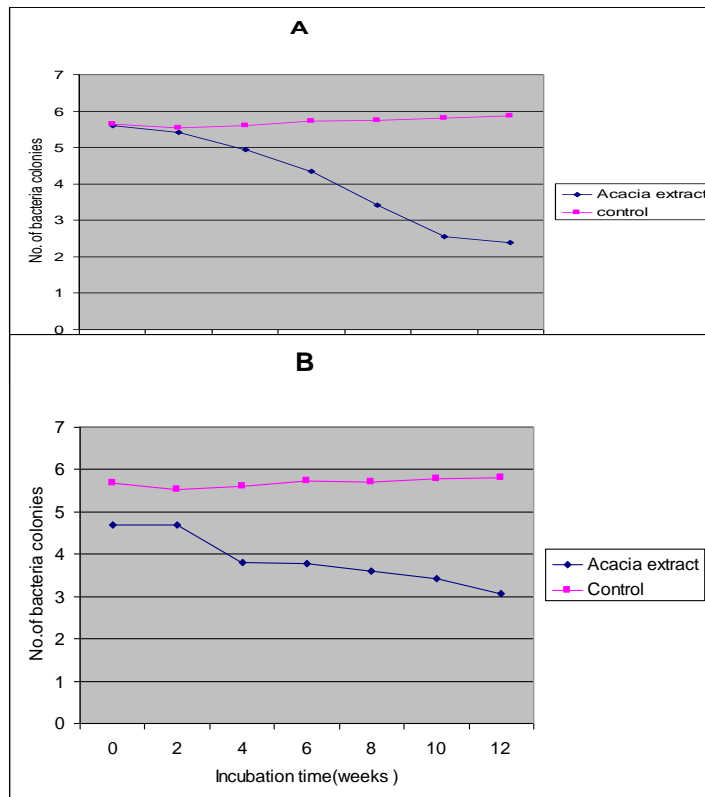 A
7
6
5
4
3
2
1
0
No. of bacteria colonies
Acacia extract
control
B
7
6
5
4
3
2
1
0
No.of bacteria colonies
0 2 4 6 8 10 12
Incubation time(weeks )
Acacia extract
Control